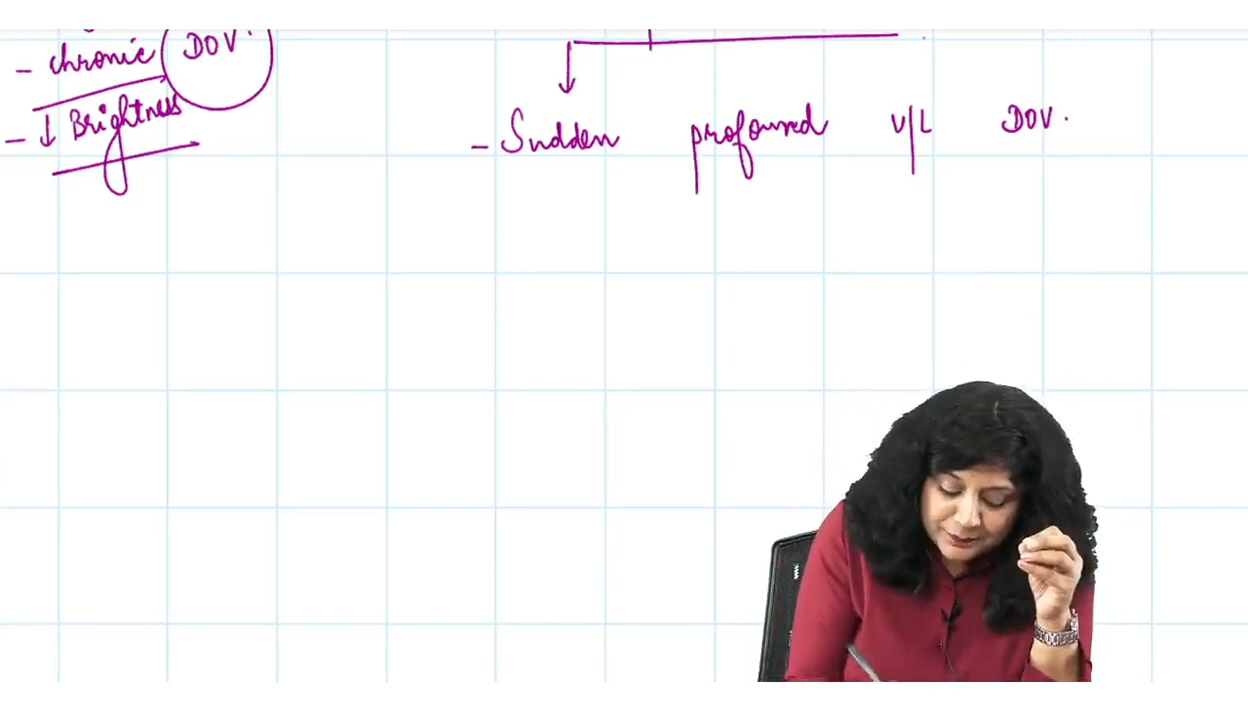 - chronic DOV.
- ↓ Brightness
- Sudden profound v/L DOV.